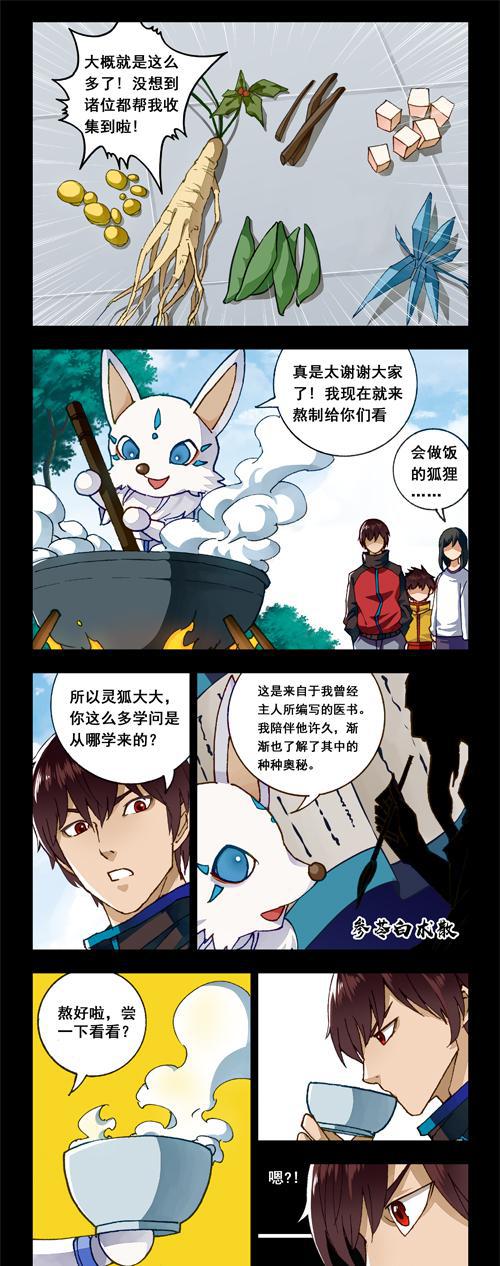 大概就是这么
多了！没想到
诸位都帮我收
集到啦！
真是太谢谢大家
了！我现在就来
熬制给你们看
会做饭
的狐狸
……
所以灵狐大大，
你这么多学问是
从哪学来的？
这是来自于我曾经
主人所编写的医书。
我陪伴他许久，渐
渐也了解了其中的
种种奥秘。
参苓白术散
熬好啦，尝
一下看看？
嗯?!